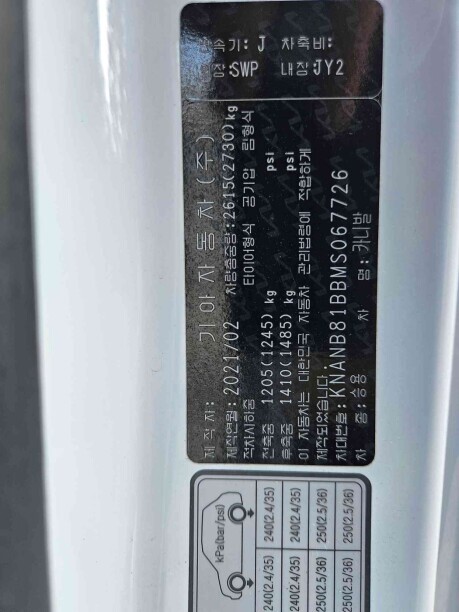 변속기: J 차축비:
외장:SWP 내장:JY2
제 작 자: 기아자동차(주)
제작연월: 2021/02 차량총중량:2615(2730)kg
적차시하중 타이어형식 공기압 림형식
전축중 1205(1245) kg psi
후축중 1410(1485) kg psi
이 자동차는 대한민국 자동차 관리법령에 적합하게
제작되었습니다.
차대번호: KNANB81BBMS067726
차 종: 승용 차 명: 카니발
kPa(bar/psi)
240(2.4/35) 240(2.4/35)
240(2.4/35) 240(2.4/35)
250(2.5/36) 250(2.5/36)
250(2.5/36) 250(2.5/36)